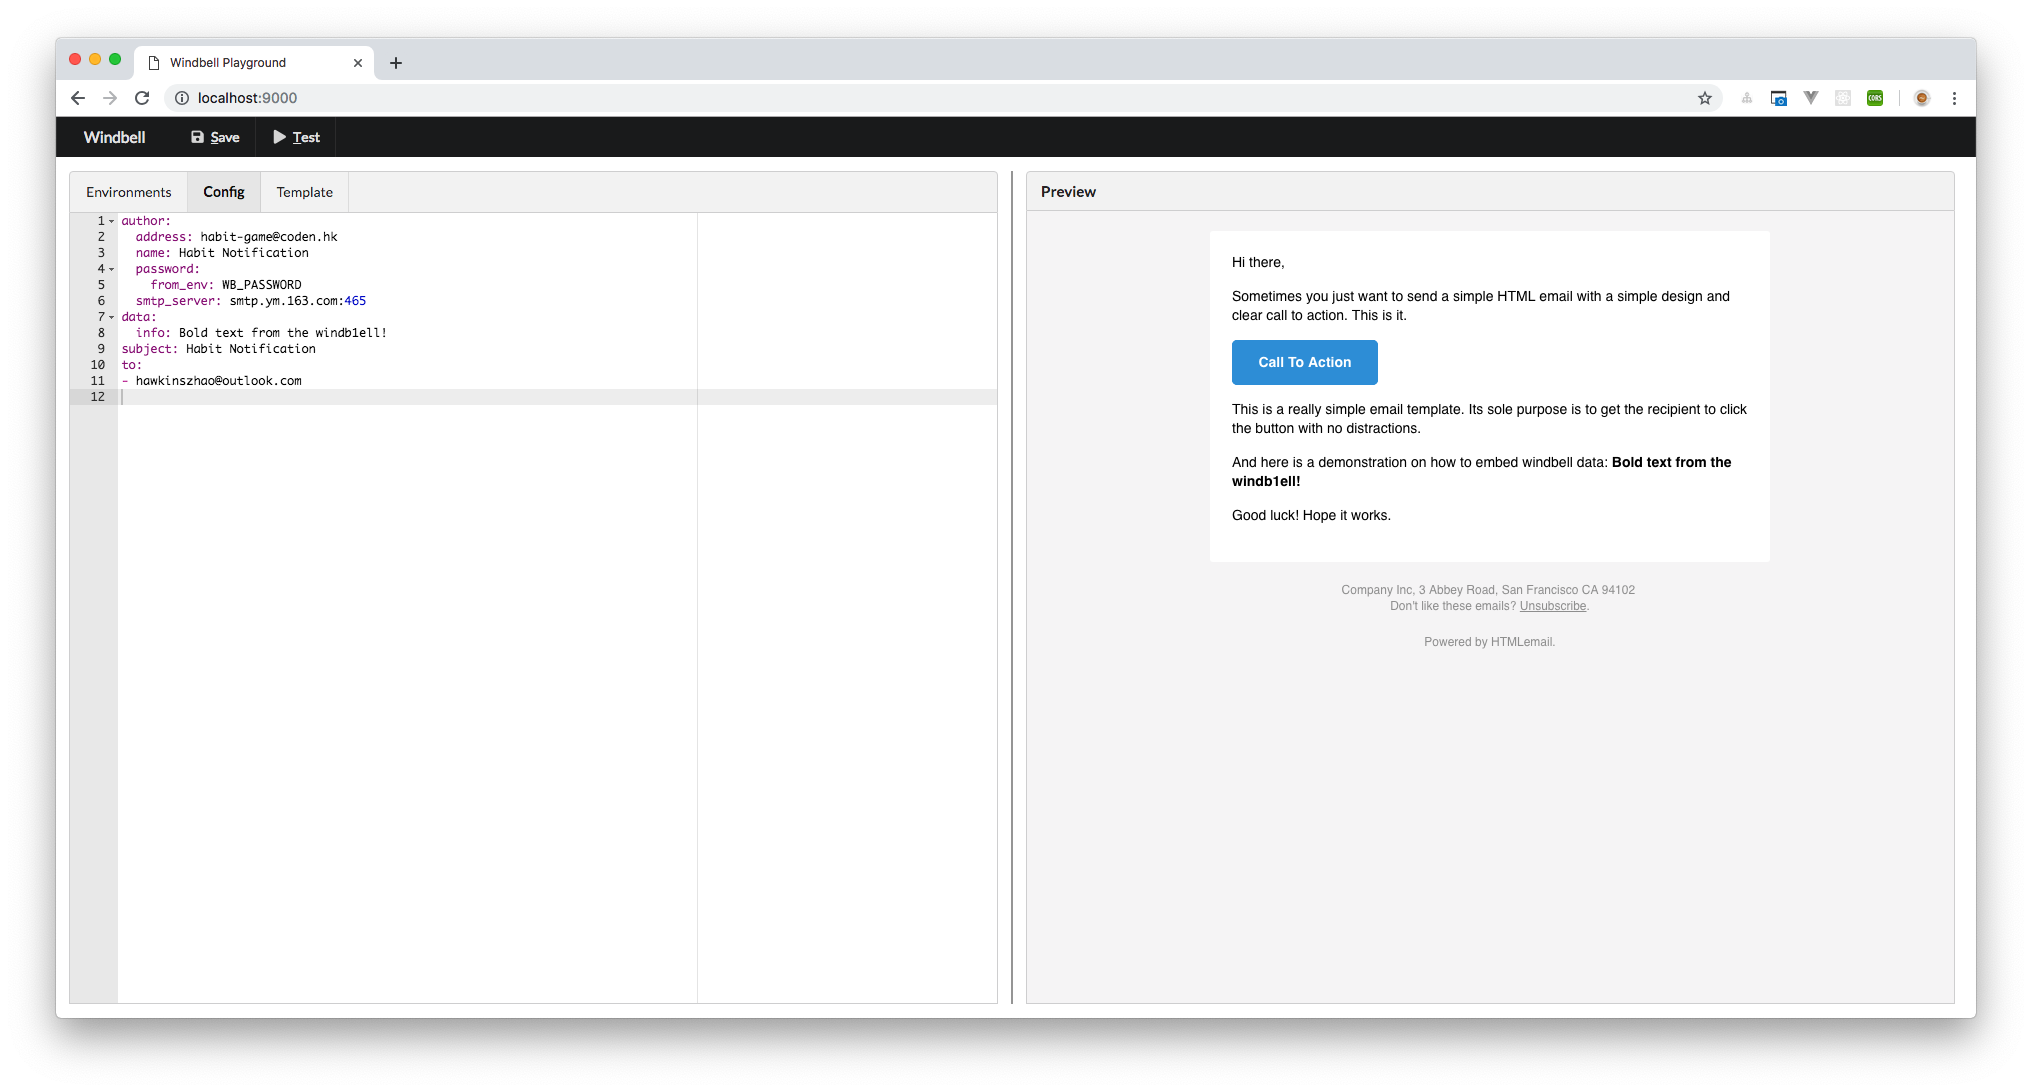 Windbell Playground
localhost:9000
CORS
Windbell Save Test
Environments Config Template
1 author:
2 address: habit-game@coden.hk
3 name: Habit Notification
4 password:
5 from_env: WB_PASSWORD
6 smtp_server: smtp.ym.163.com:465
7 data:
8 info: Bold text from the windb1ell!
9 subject: Habit Notification
10 to:
11 - hawkinszhao@outlook.com
12
Preview
Hi there,
Sometimes you just want to send a simple HTML email with a simple design and
clear call to action. This is it.
Call To Action
This is a really simple email template. Its sole purpose is to get the recipient to click
the button with no distractions.
And here is a demonstration on how to embed windbell data: Bold text from the
windb1ell!
Good luck! Hope it works.
Company Inc, 3 Abbey Road, San Francisco CA 94102
Don't like these emails? Unsubscribe.
Powered by HTMLemail.